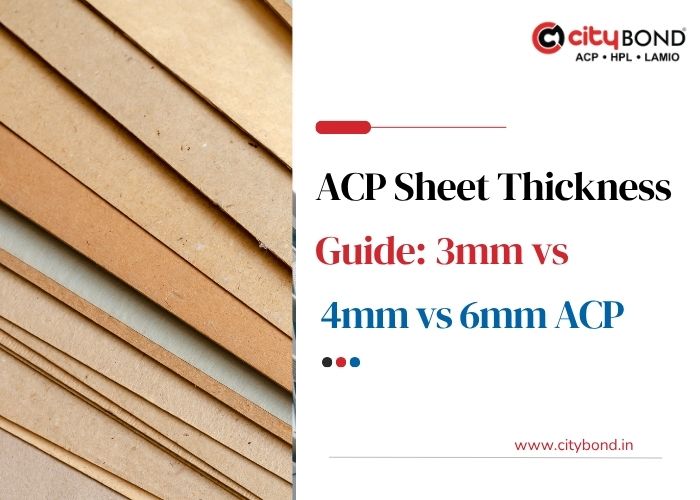 cityBOND®
ACP • HPL • LAMIO
ACP Sheet Thickness
Guide: 3mm vs
4mm vs 6mm ACP
www.citybond.in